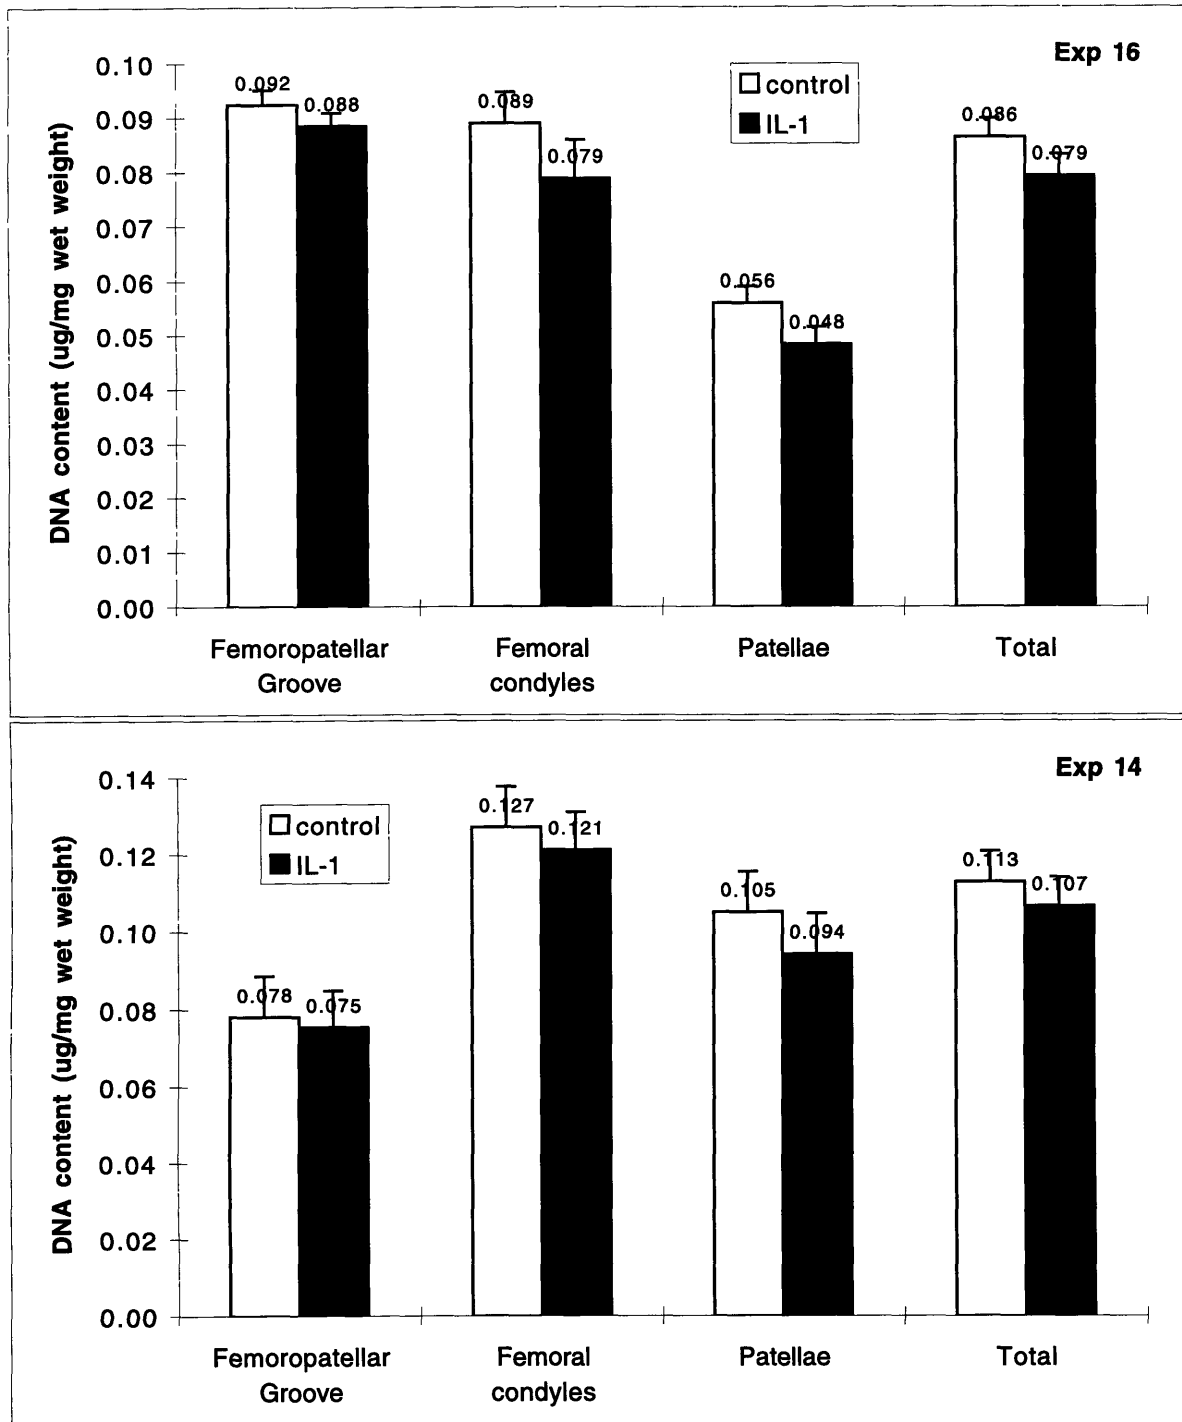 Exp 16
DNA content (ug/mg wet weight)
0.10
0.09
0.08
0.07
0.06
0.05
0.04
0.03
0.02
0.01
0.00
control
IL-1
0.092
0.088
0.089
0.079
0.056
0.048
0.086
0.079
Femoropatellar
Groove
Femoral
condyles
Patellae
Total
Exp 14
DNA content (ug/mg wet weight)
0.14
0.12
0.10
0.08
0.06
0.04
0.02
0.00
control
IL-1
0.078
0.075
0.127
0.121
0.105
0.094
0.113
0.107
Femoropatellar
Groove
Femoral
condyles
Patellae
Total